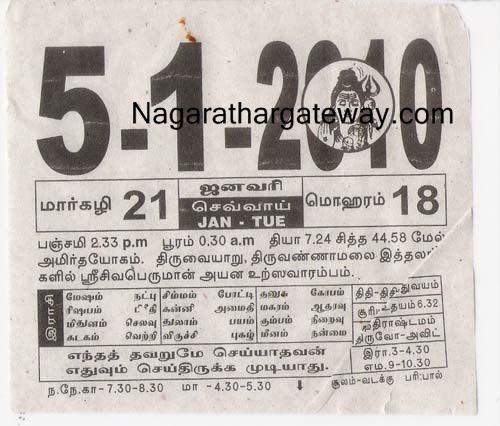 5-1-2010
Nagarathargateway.com
மார்கழி 21
ஜனவரி
செவ்வாய்
JAN - TUE
மொஹரம் 18
பஞ்சமி 2.33 p.m பூரம் 0.30 a.m தியா 7.24 சித்த 44.58 மேல்
அமிர்தயோகம். திருவையாறு, திருவண்ணாமலை இத்தல
களில் ஸ்ரீசிவபெருமான் அயன உற்ஸவாரம்பம்.
இராசி
மேஷம் நட்பு சிம்மம் போட்டி தனுசு கோபம்
ரிஷபம் கன்னி அமைதி மகரம் ஆதரவு
மிதுனம் செலவு துலாம் பயம் கும்பம் நிறைவு
கடகம் வெற்றி விருச்சி புகழ் மீனம் நன்மை
திதி-திதித்துவயம்
சூரிஉதயம் 6.32
சந்திராஷ்டமம்
திருவோ-அவிட்
எந்தத் தவறுமே செய்யாதவன்
எதுவும் செய்திருக்க முடியாது.
இரா.3-4.30
எம.9-10.30
ந.நே.கா -7.30-8.30 மா -4.30-5.30 ↓ சூலம்-வடக்கு பரி:பால்